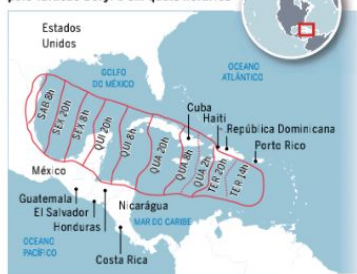 Estados
Unidos
GOLFO
DO MÉXICO
OCEANO
ATLÂNTICO
SAB 8h
SEX 20h
SEX 8h
QUI 20h
QUI 8h
QUA 20h
QUA 8h
QUA 2h
TER 20h
TER 14h
Cuba
Haiti
República Dominicana
Porto Rico
México
Guatemala
El Salvador
Honduras
Nicarágua
MAR DO CARIBE
OCEANO
PACÍFICO
Costa Rica